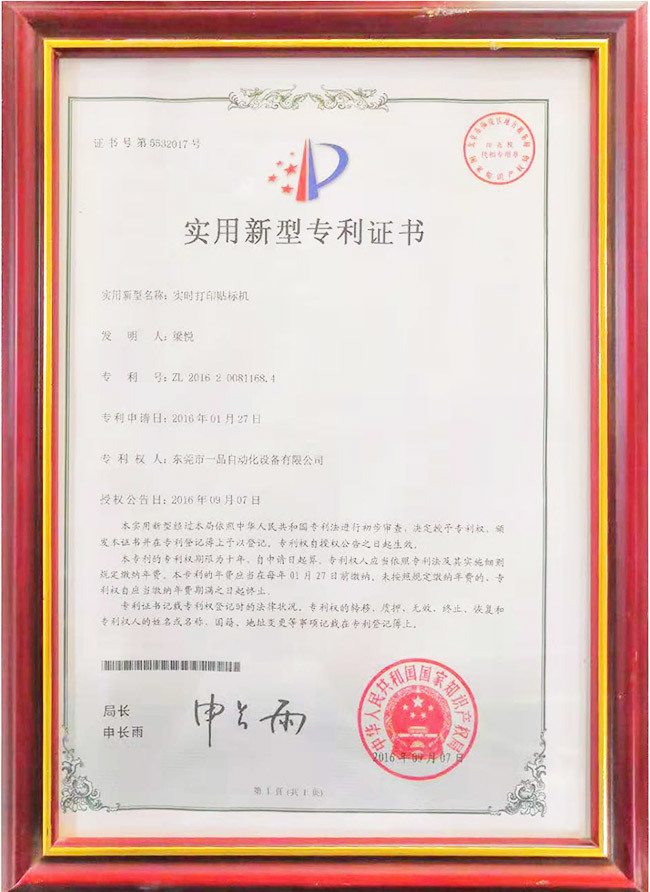 证书号第5532017号
实用新型专利证书
实用新型名称：实时打印贴标机
发 明 人：梁悦
专 利 号：ZL 2016 2 0081168.4
专利申请日：2016年01月27日
专 利 权 人：东莞市一品自动化设备有限公司
授权公告日：2016年09月07日
本实用新型经过本局依照中华人民共和国专利法进行初步审查，决定授予专利权，颁
发本证书并在专利登记簿上予以登记。专利权自授权公告之日起生效。
本专利的专利权期限为十年，自申请日起算。专利权人应当依照专利法及其实施细则
规定缴纳年费。本专利的年费应当在每年01月27日前缴纳。未按照规定缴纳年费的，专
利权自应当缴纳年费期满之日起终止。
专利证书记载专利权登记时的法律状况。专利权的转移、质押、无效、终止、恢复和
专利权人的姓名或名称、国籍、地址变更等事项记载在专利登记簿上。
局长
申长雨
申长雨
中华人民共和国国家知识产权局
2016年09月07日
第1页（共1页）